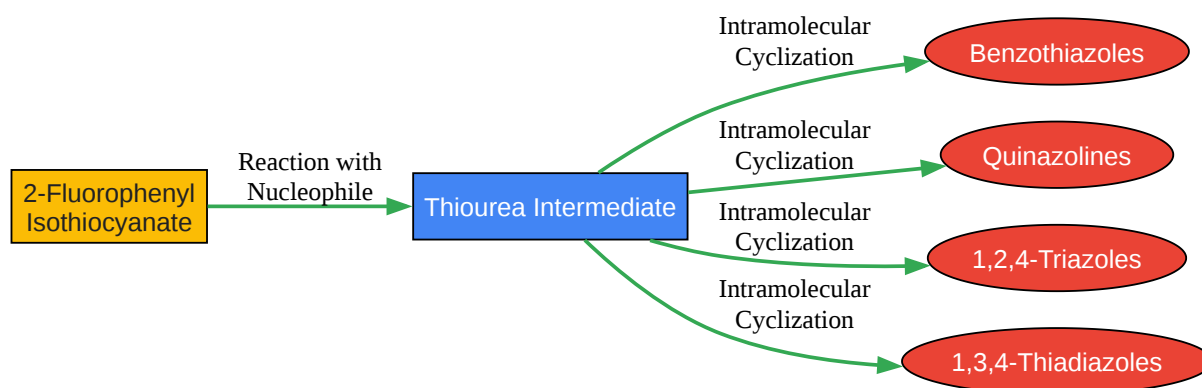 2-Fluorophenyl
Isothiocyanate
Reaction with
Nucleophile
Thiourea Intermediate
Intramolecular
Cyclization
Benzothiazoles
Intramolecular
Cyclization
Quinazolines
Intramolecular
Cyclization
1,2,4-Triazoles
Intramolecular
Cyclization
1,3,4-Thiadiazoles